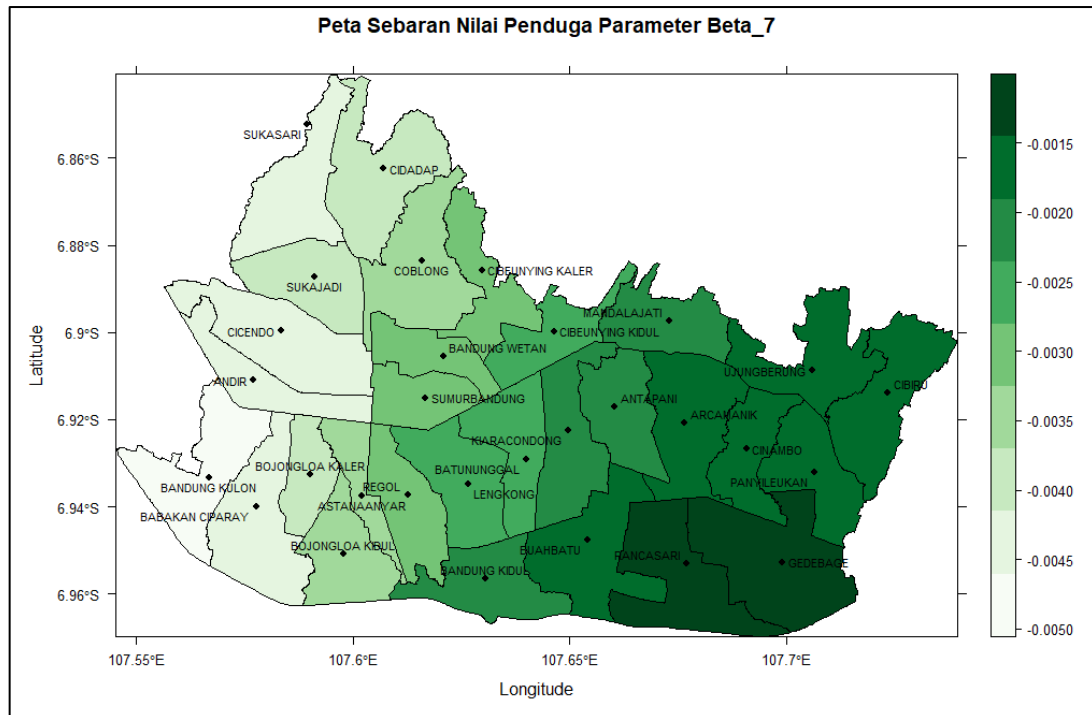 Peta Sebaran Nilai Penduga Parameter Beta_7
SUKASARI
CIDADAP
COBLONG
CIBEUNYING KALER
SUKAJADI
MANDALAJATI
CICENDO
CIBEUNYING KIDUL
BANDUNG WETAN
ANDIR
UJUNGBERUNG
CIBIRU
SUMURBANDUNG
ANTAPANI
ARCAMANIK
KIARACONDONG
CINAMBO
BOJONGLOA KALER
BATUNUNGGAL
BANDUNG KULON
REGOL
LENGKONG
PANYILEUKAN
ASTANAANYAR
BABAKAN CIPARAY
BOJONGLOA KIDUL
BUAHBATU
RANCASARI
GEDEBAGE
BANDUNG KIDUL
6.86°S
6.88°S
6.9°S
6.92°S
6.94°S
6.96°S
Latitude
107.55°E
107.6°E
107.65°E
107.7°E
Longitude
-0.0015
-0.0020
-0.0025
-0.0030
-0.0035
-0.0040
-0.0045
-0.0050